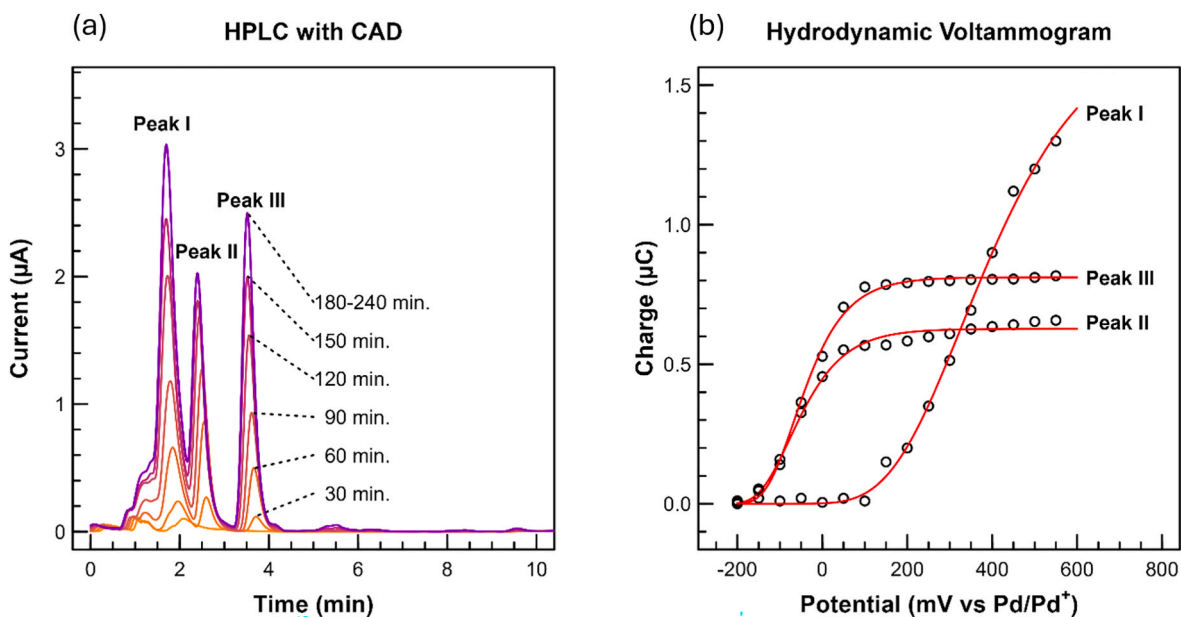 (a)
HPLC with CAD
Peak I
Peak III
Peak II
180-240 min.
150 min.
120 min.
90 min.
60 min.
30 min.
3
2
1
0
Current (µA)
0 2 4 6 8 10
Time (min)
(b)
Hydrodynamic Voltammogram
1.5
1.0
0.5
0.0
Charge (µC)
Peak I
Peak III
Peak II
-200 0 200 400 600 800
Potential (mV vs Pd/Pd⁺)